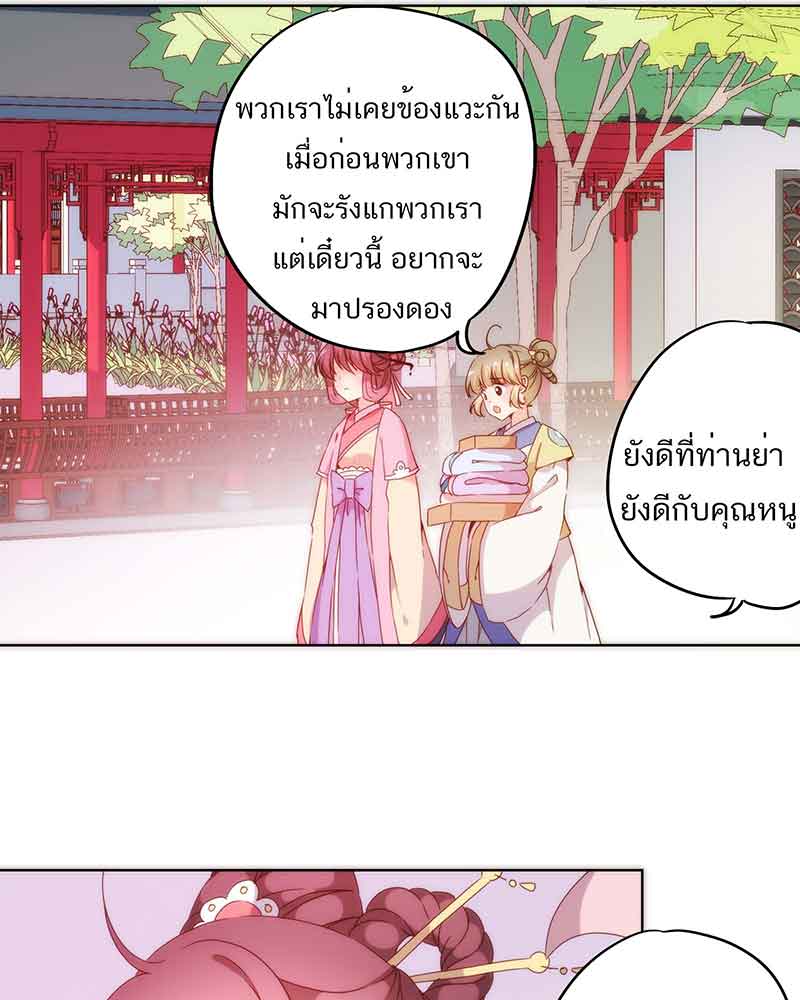 พวกเราไม่เคยข้องแวะกัน
เมื่อก่อนพวกเขา
มักจะรังแกพวกเรา
แต่เดี๋ยวนี้ อยากจะ
มาปรองดอง
ยังดีที่ท่านย่า
ยังดีกับคุณหนู